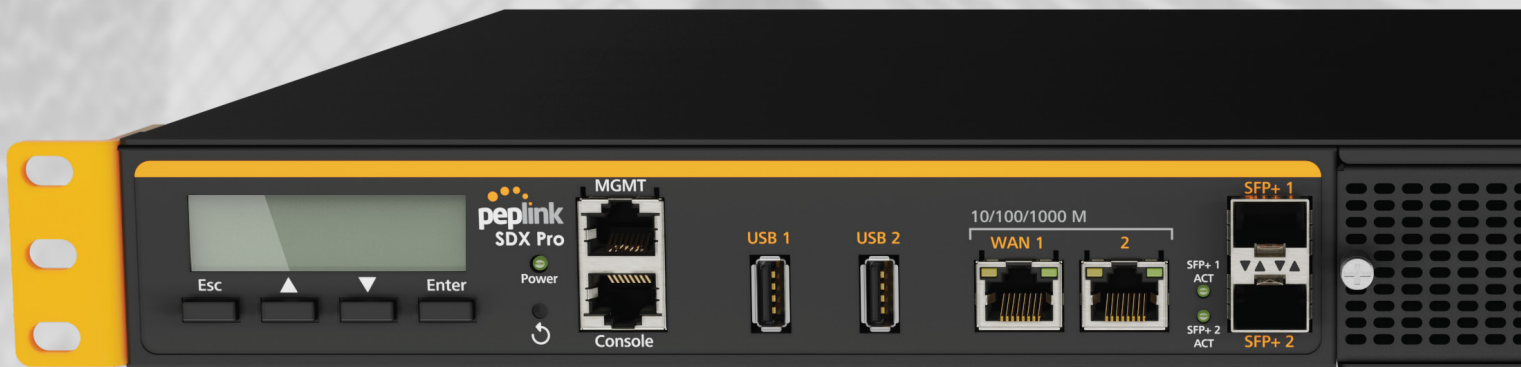 Esc
Enter
peplink
SDX Pro
Power
MGMT
Console
USB 1
USB 2
10/100/1000 M
WAN 1
2
SFP+ 1
ACT
SFP+ 2
ACT
SFP+ 1
SFP+ 2